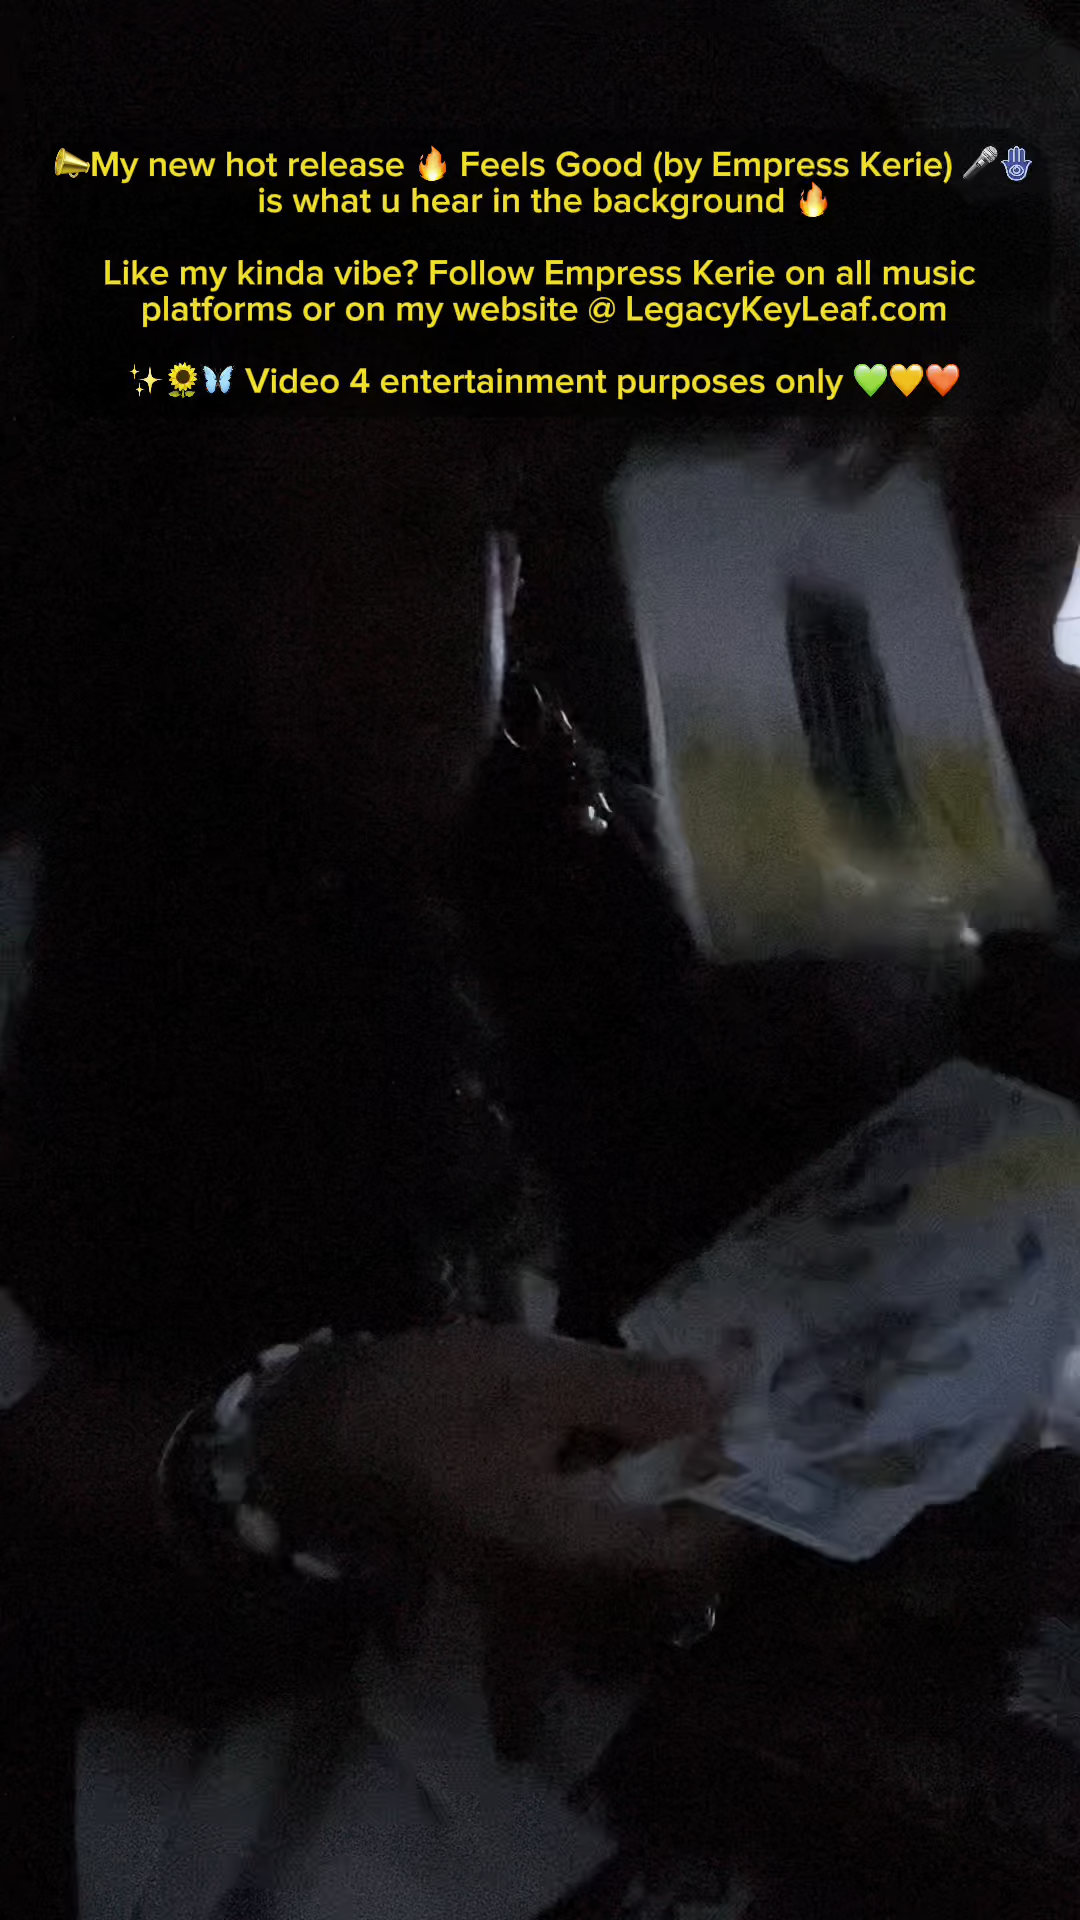 📣My new hot release 🔥 Feels Good (by Empress Kerie) 🎤🪬
is what u hear in the background 🔥
Like my kinda vibe? Follow Empress Kerie on all music
platforms or on my website @ LegacyKeyLeaf.com
✨🌻🦋 Video 4 entertainment purposes only 💚💛🧡